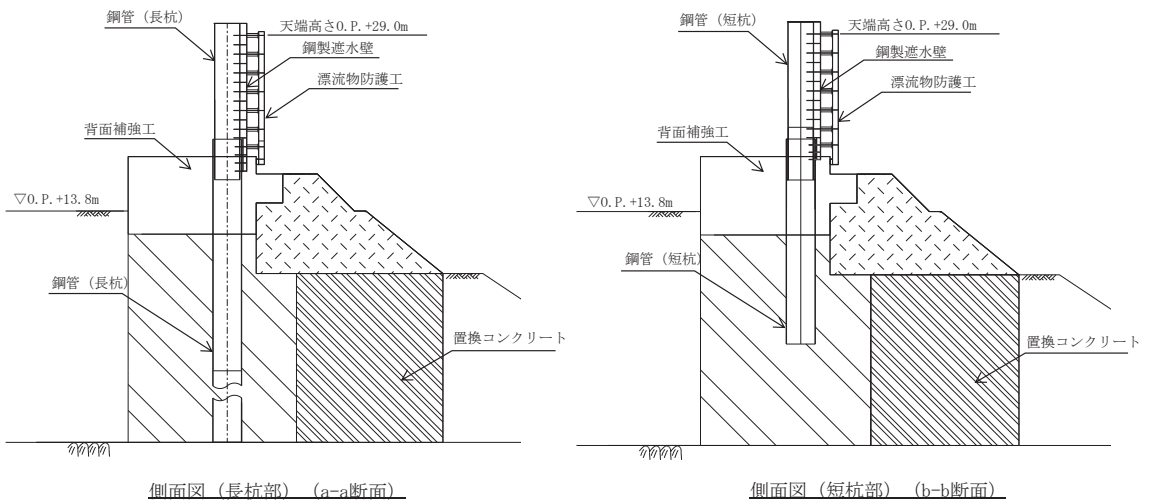 鋼管（長杭）
天端高さO.P.+29.0m
鋼製遮水壁
漂流物防護工
背面補強工
▽O.P.+13.8m
鋼管（長杭）
置換コンクリート
側面図（長杭部）（a-a断面）
鋼管（短杭）
天端高さO.P.+29.0m
鋼製遮水壁
漂流物防護工
背面補強工
▽O.P.+13.8m
鋼管（短杭）
置換コンクリート
側面図（短杭部）（b-b断面）